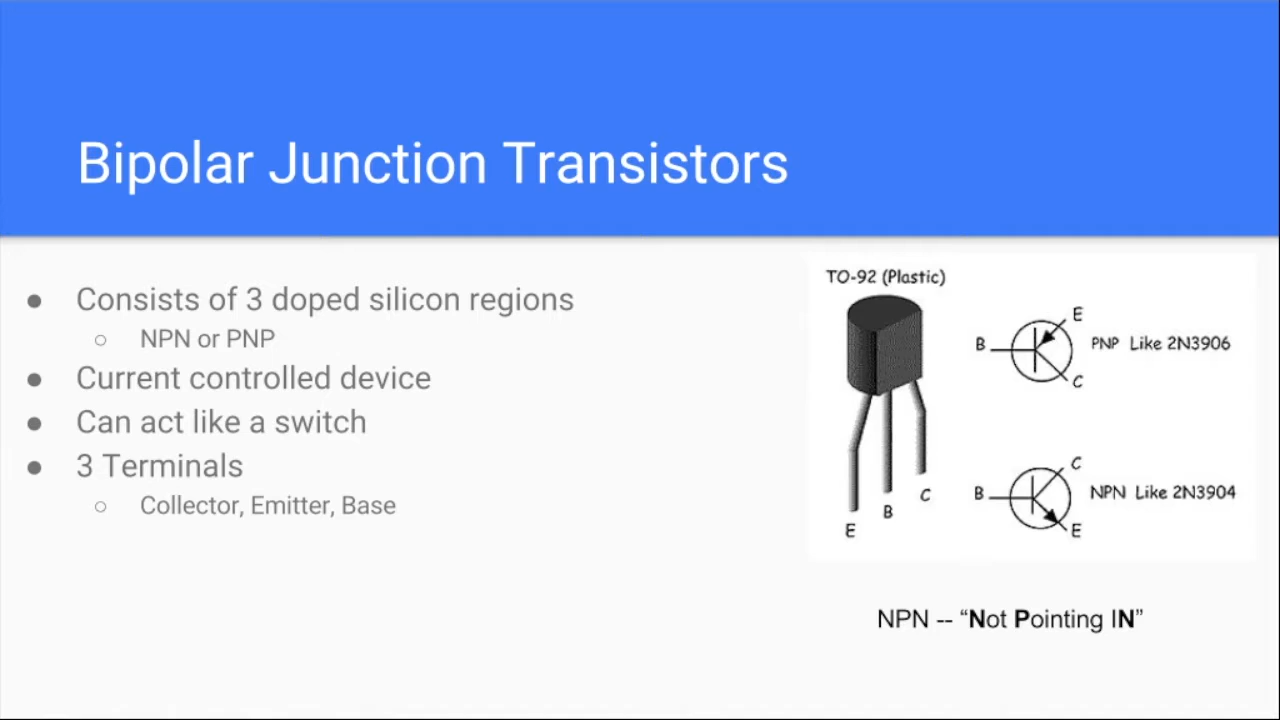 Bipolar Junction Transistors
● Consists of 3 doped silicon regions
○ NPN or PNP
● Current controlled device
● Can act like a switch
● 3 Terminals
○ Collector, Emitter, Base
TO-92 (Plastic)
E
B
C
E
B
PNP Like 2N3906
C
C
B
NPN Like 2N3904
E
NPN -- “Not Pointing IN”